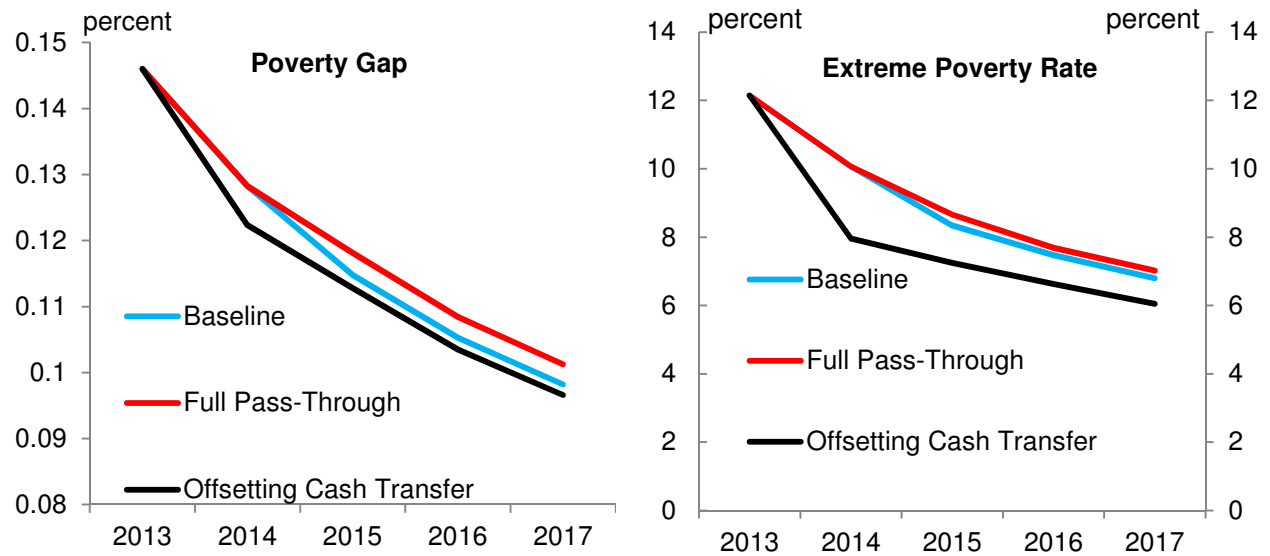 percent
Poverty Gap
0.15
0.14
0.13
0.12
0.11
0.1
0.09
0.08
Baseline
Full Pass-Through
Offsetting Cash Transfer
2013 2014 2015 2016 2017
percent percent
Extreme Poverty Rate
14 14
12 12
10 10
8 8
6 6
4 4
2 2
0 0
Baseline
Full Pass-Through
Offsetting Cash Transfer
2013 2014 2015 2016 2017